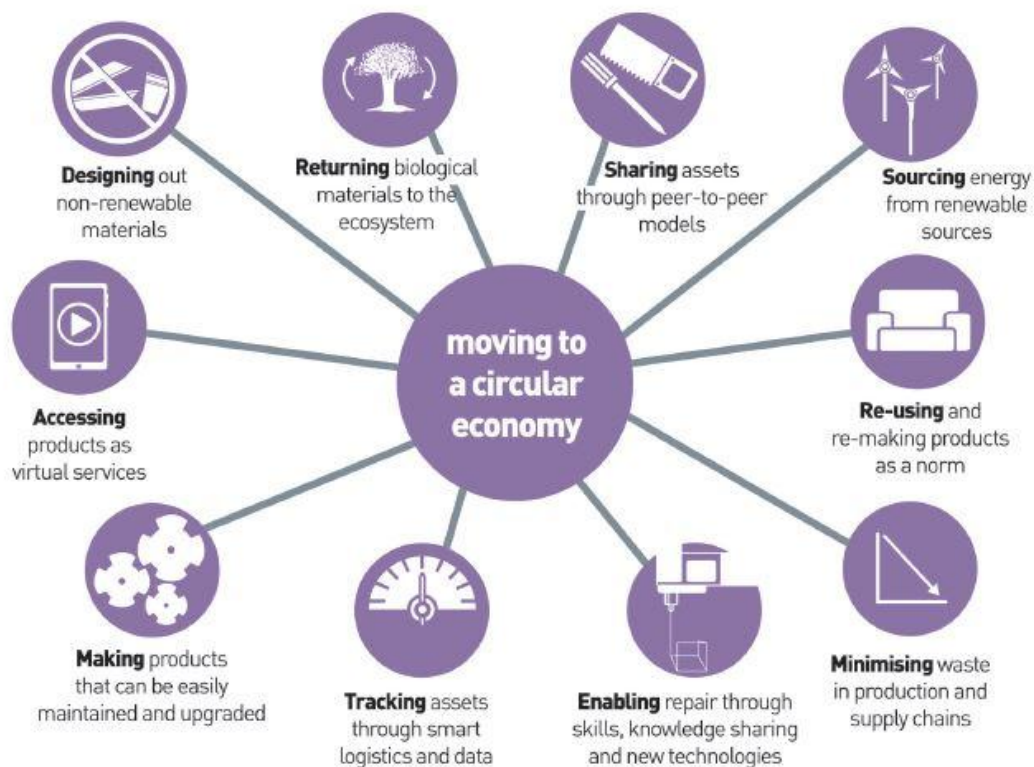 Designing out
non-renewable
materials
Returning biological
materials to the
ecosystem
Sharing assets
through peer-to-peer
models
Sourcing energy
from renewable
sources
Accessing
products as
virtual services
moving to
a circular
economy
Re-using and
re-making products
as a norm
Making products
that can be easily
maintained and upgraded
Tracking assets
through smart
logistics and data
Enabling repair through
skills, knowledge sharing
and new technologies
Minimising waste
in production and
supply chains